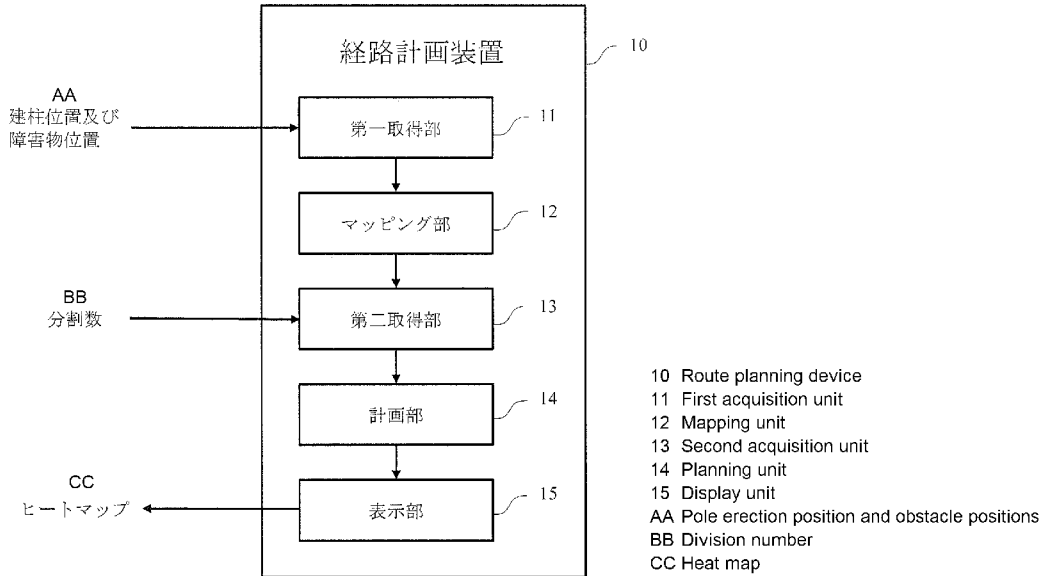 経路計画装置
10
AA
建柱位置及び
障害物位置
第一取得部
11
マッピング部
12
BB
分割数
第二取得部
13
計画部
14
CC
ヒートマップ
表示部
15
10 Route planning device
11 First acquisition unit
12 Mapping unit
13 Second acquisition unit
14 Planning unit
15 Display unit
AA Pole erection position and obstacle positions
BB Division number
CC Heat map